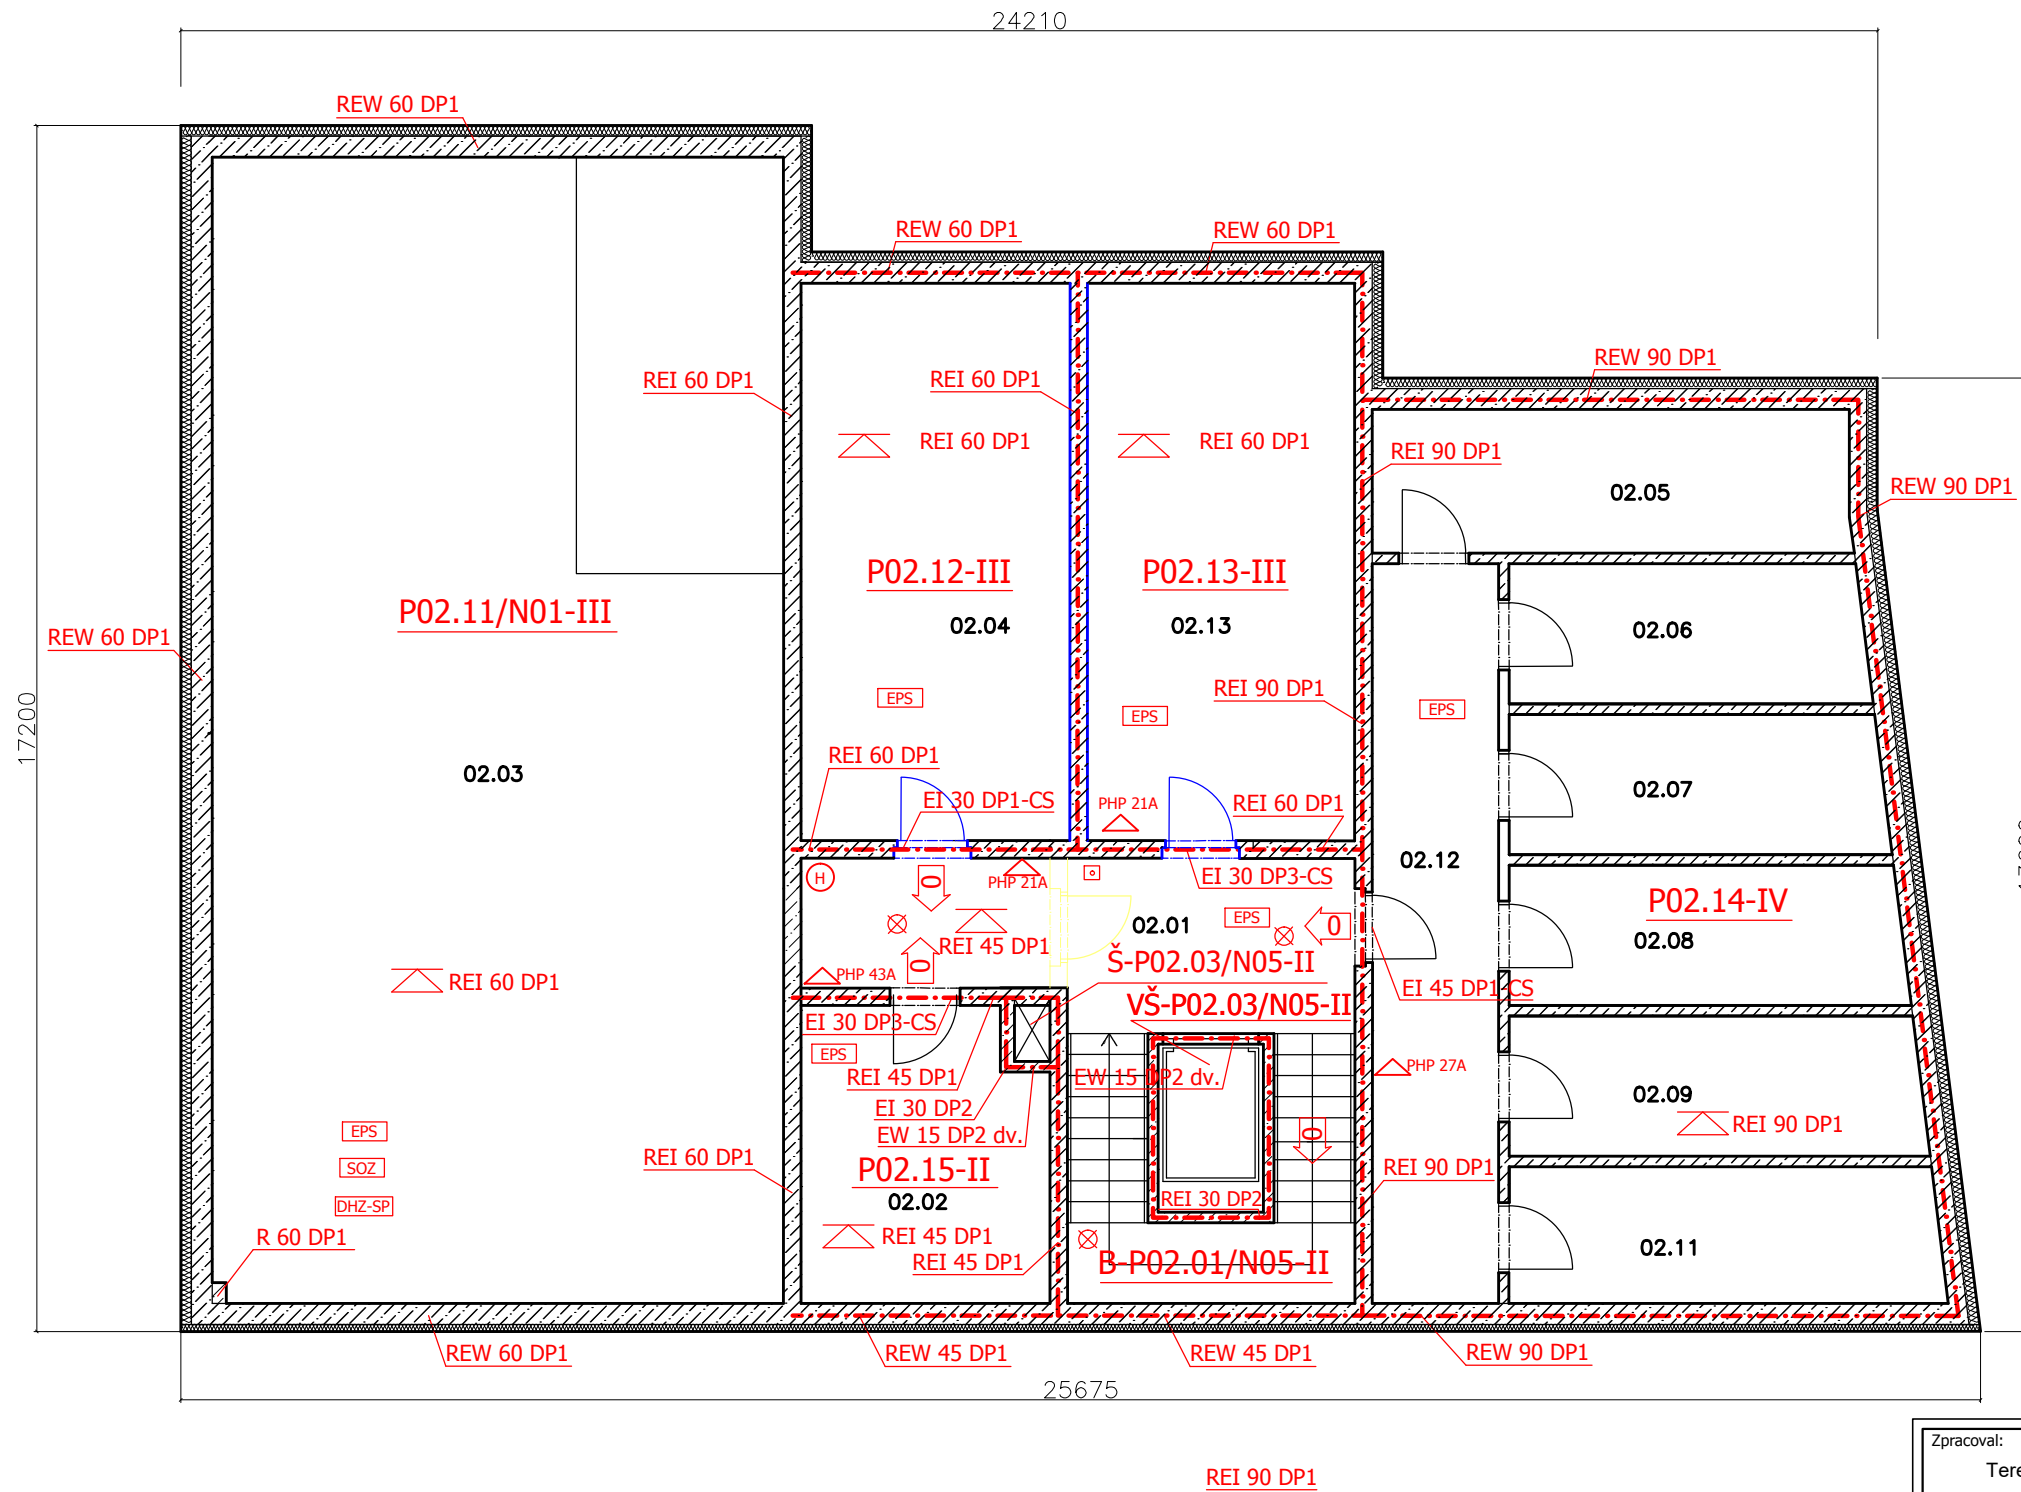 24210
REW 60 DP1
REW 60 DP1
REW 60 DP1
REW 90 DP1
REI 60 DP1
REI 60 DP1
REI 60 DP1
REI 60 DP1
REI 90 DP1
REW 90 DP1
02.05
P02.12-III
P02.13-III
P02.11/N01-III
02.04
02.13
02.06
REW 60 DP1
17200
EPS
EPS
REI 90 DP1
EPS
REI 60 DP1
02.03
02.07
EI 30 DP1-CS
PHP 21A
REI 60 DP1
02.12
H
0
PHP 21A
EI 30 DP3-CS
P02.14-IV
EPS
02.01
0
REI 45 DP1
02.08
0
PHP 43A
Š-P02.03/N05-II
REI 60 DP1
EI 45 DP1-CS
VŠ-P02.03/N05-II
EI 30 DP3-CS
EPS
REI 45 DP1
EW 15 DP2 dv.
PHP 27A
02.09
EI 30 DP2
REI 90 DP1
EPS
EW 15 DP2 dv.
0
SOZ
REI 60 DP1
P02.15-II
REI 90 DP1
DHZ-SP
02.02
REI 30 DP2
R 60 DP1
REI 45 DP1
02.11
REI 45 DP1
B-P02.01/N05-II
REW 60 DP1
REW 45 DP1
REW 45 DP1
REW 90 DP1
25675
Zpracoval:
REI 90 DP1